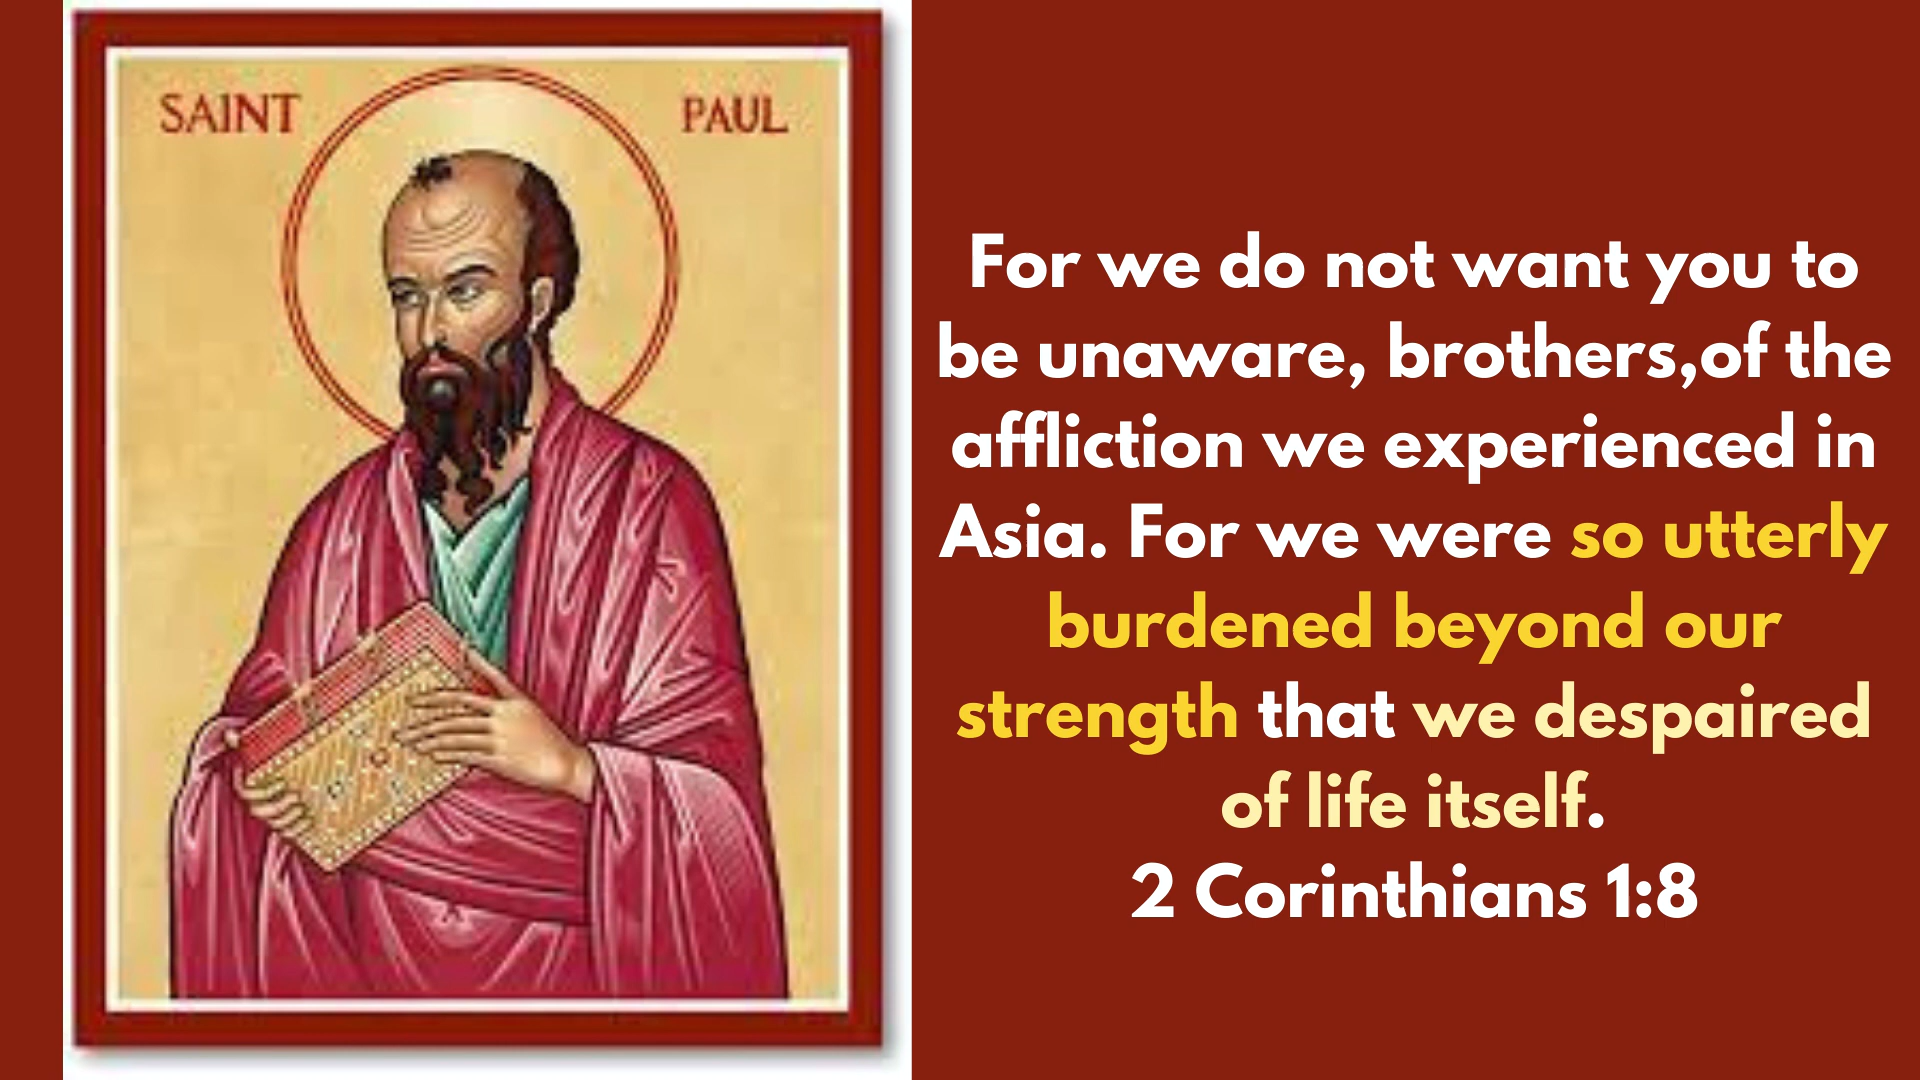 SAINT PAUL
For we do not want you to
be unaware, brothers,of the
affliction we experienced in
Asia. For we were so utterly
burdened beyond our
strength that we despaired
of life itself.
2 Corinthians 1:8